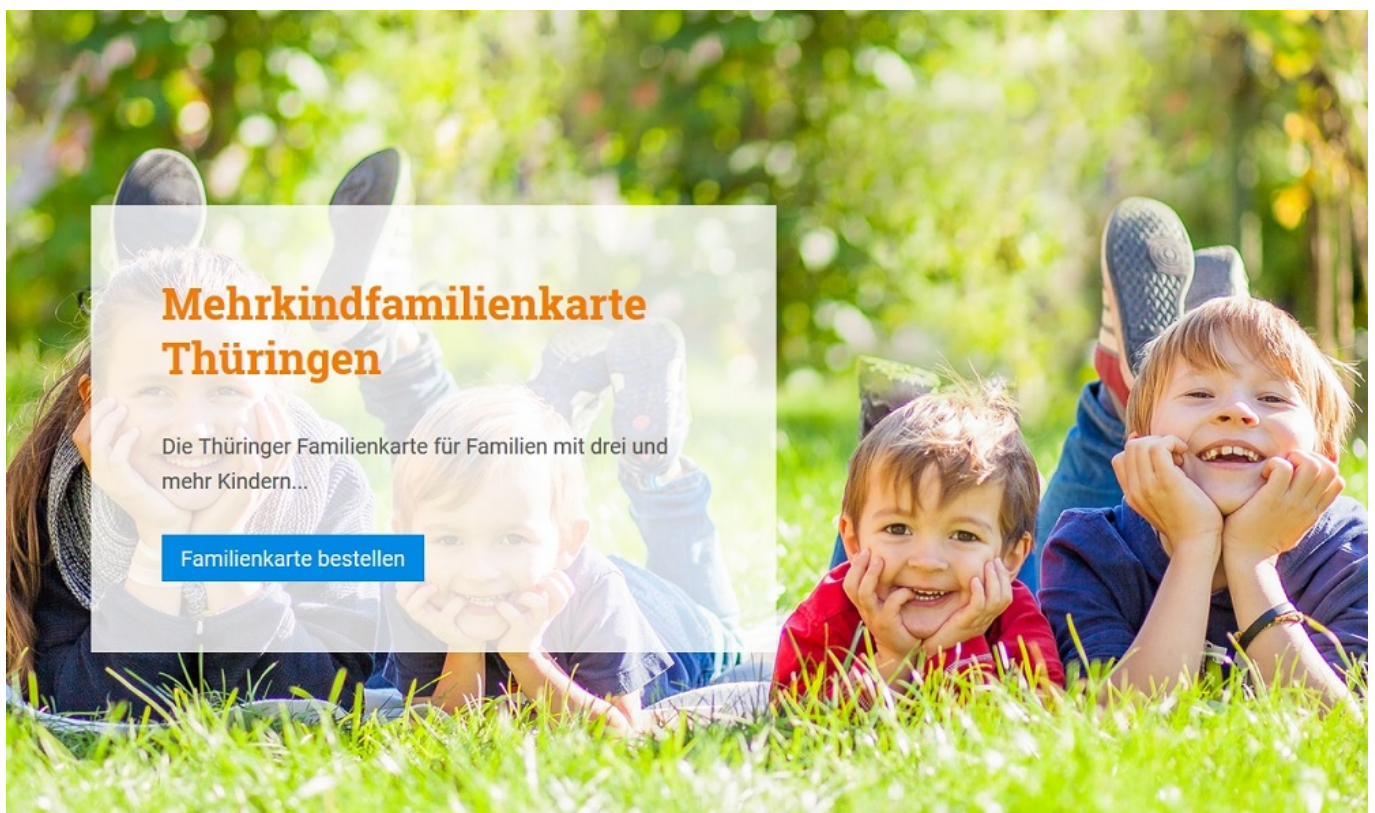 Mehrkindfamilienkarte
Thüringen
Die Thüringer Familienkarte für Familien mit drei und
mehr Kindern...
Familienkarte bestellen